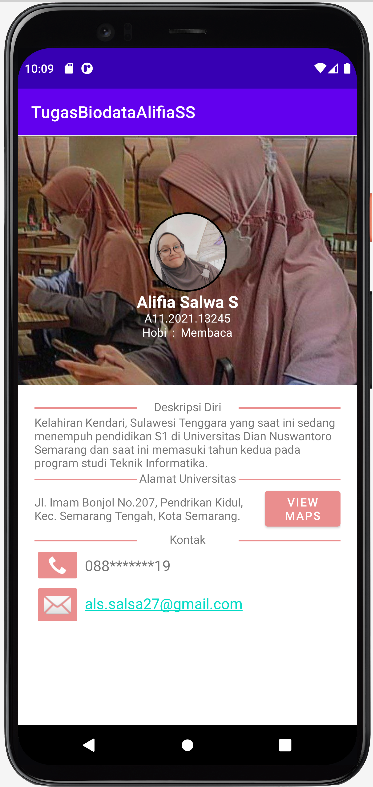 10:09
TugasBiodataAlifiaSS
Alifia Salwa S
A11.2021.13245
Hobi : Membaca
Deskripsi Diri
Kelahiran Kendari, Sulawesi Tenggara yang saat ini sedang
menempuh pendidikan S1 di Universitas Dian Nuswantoro
Semarang dan saat ini memasuki tahun kedua pada
program studi Teknik Informatika.
Alamat Universitas
Jl. Imam Bonjol No.207, Pendrikan Kidul,
Kec. Semarang Tengah, Kota Semarang.
VIEW
MAPS
Kontak
088*******19
als.salsa27@gmail.com